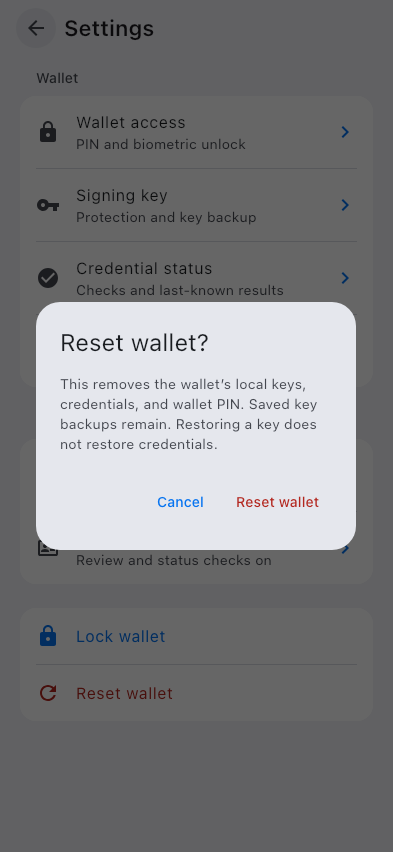 Settings
Wallet
Wallet access
PIN and biometric unlock
Signing key
Protection and key backup
Credential status
Checks and last-known results
Reset wallet?
This removes the wallet’s local keys,
credentials, and wallet PIN. Saved key
backups remain. Restoring a key does
not restore credentials.
Cancel
Reset wallet
Review and status checks on
Lock wallet
Reset wallet